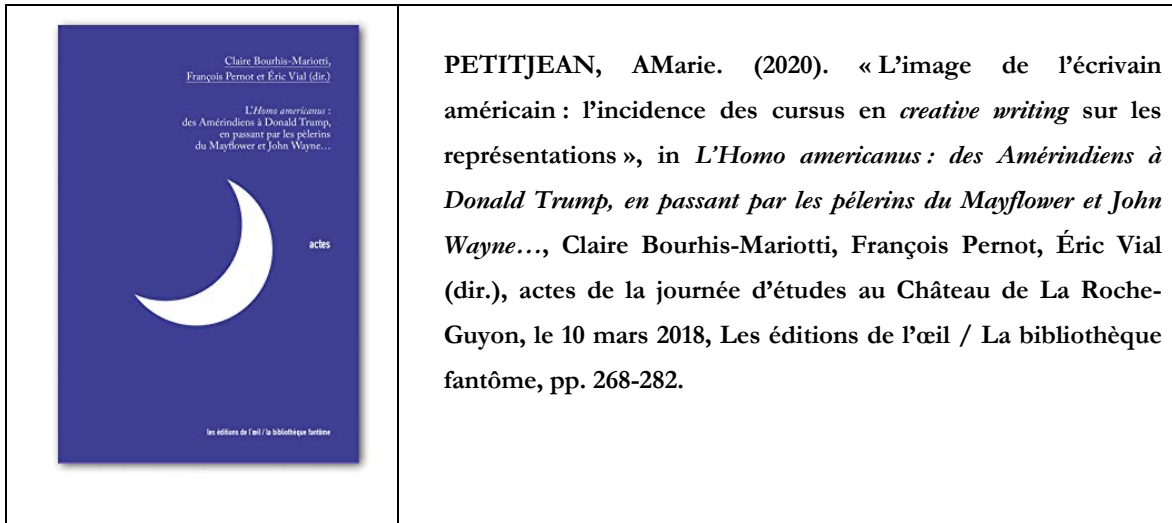 Claire Bourhis-Mariotti,
François Pernot et Éric Vial (dir.)
L'Homo americanus :
des Amérindiens à Donald Trump,
en passant par les pèlerins
du Mayflower et John Wayne…
actes
les éditions de l'œil / la bibliothèque fantôme
PETITJEAN, AMarie. (2020). « L'image de l'écrivain
américain : l'incidence des cursus en creative writing sur les
représentations », in L'Homo americanus : des Amérindiens à
Donald Trump, en passant par les pélerins du Mayflower et John
Wayne…, Claire Bourhis-Mariotti, François Pernot, Éric Vial
(dir.), actes de la journée d'études au Château de La Roche-
Guyon, le 10 mars 2018, Les éditions de l'œil / La bibliothèque
fantôme, pp. 268-282.